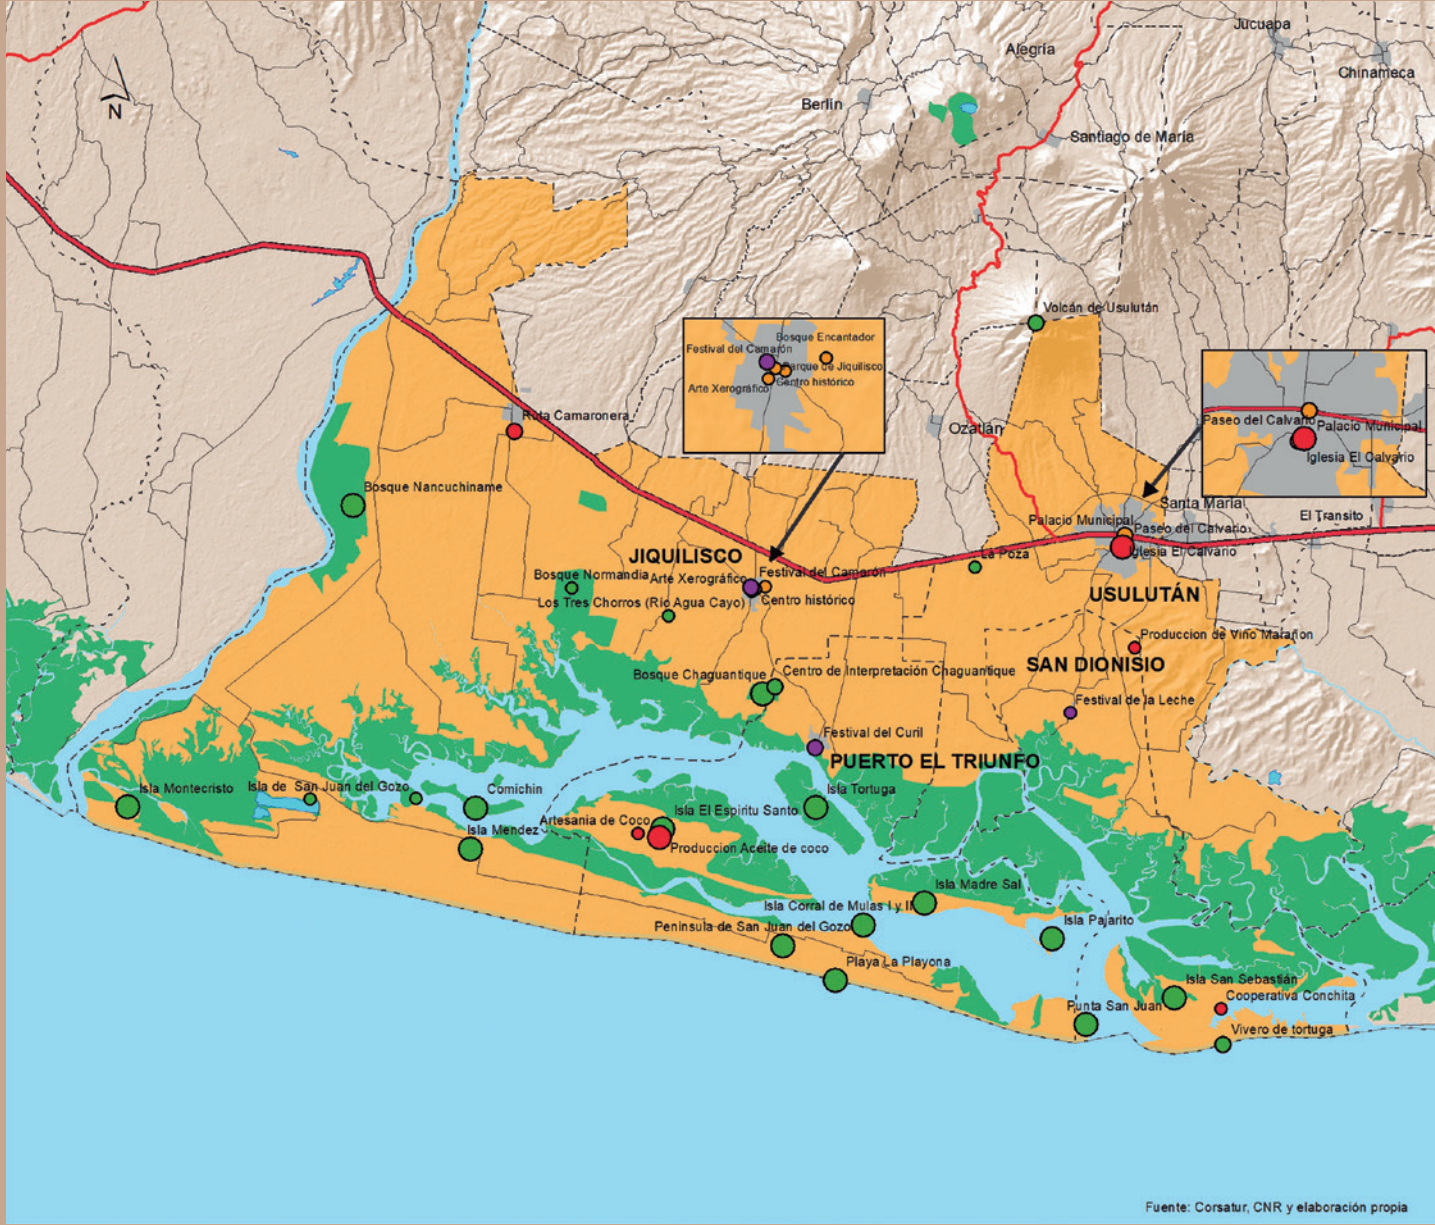 Jucuapa
Alegría
Chinameca
Berlín
N
Santiago de María
Volcán de Usulután
Bosque Encantador
Festival del Camarón
Parque de Jiquilisco
Arte Xerográfico
Centro histórico
Ruta Camaronera
Ozatlán
Paseo del Calvario
Palacio Municipal
Iglesia El Calvario
Bosque Nancuchiname
Santa María
El Transito
Palacio Municipal
Paseo del Calvario
Iglesia El Calvario
JIQUILISCO
La Poza
Bosque Normandia
Arte Xerográfico
Festival del Camarón
Los Tres Chorros (Río Agua Cayo)
Centro histórico
USULUTÁN
Produccion de Vino Marañon
SAN DIONISIO
Bosque Chaguantique
Centro de Interpretación Chaguantique
Festival de la Leche
Festival del Curil
PUERTO EL TRIUNFO
Isla Montecristo
Isla de San Juan del Gozo
Comichin
Isla Tortuga
Isla El Espiritu Santo
Artesania de Coco
Isla Mendez
Produccion Aceite de coco
Isla Madre Sal
Isla Corral de Mulas I y II
Isla Pajarito
Peninsula de San Juan del Gozo
Playa La Playona
Isla San Sebastián
Cooperativa Conchita
Punta San Juan
Vivero de tortuga
Fuente: Corsatur, CNR y elaboración propia